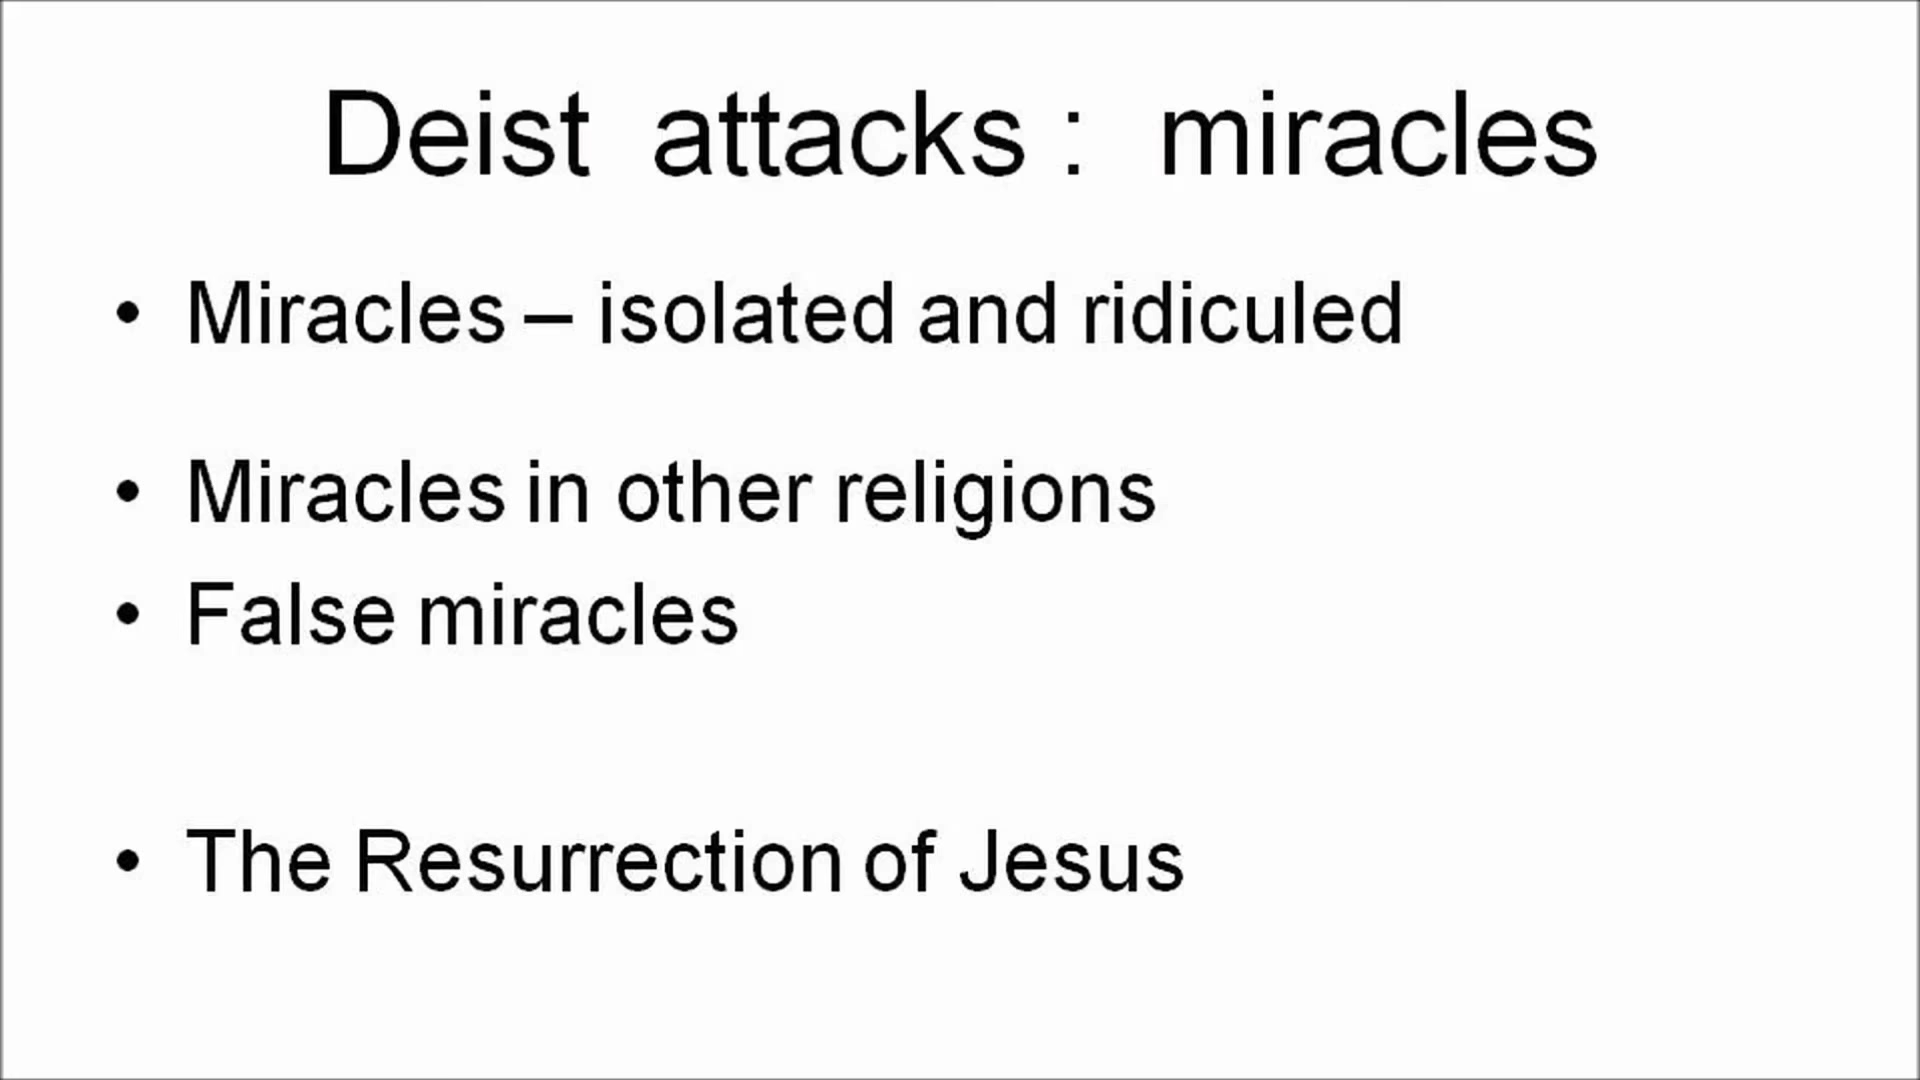 Deist attacks : miracles
• Miracles – isolated and ridiculed
• Miracles in other religions
• False miracles
• The Resurrection of Jesus